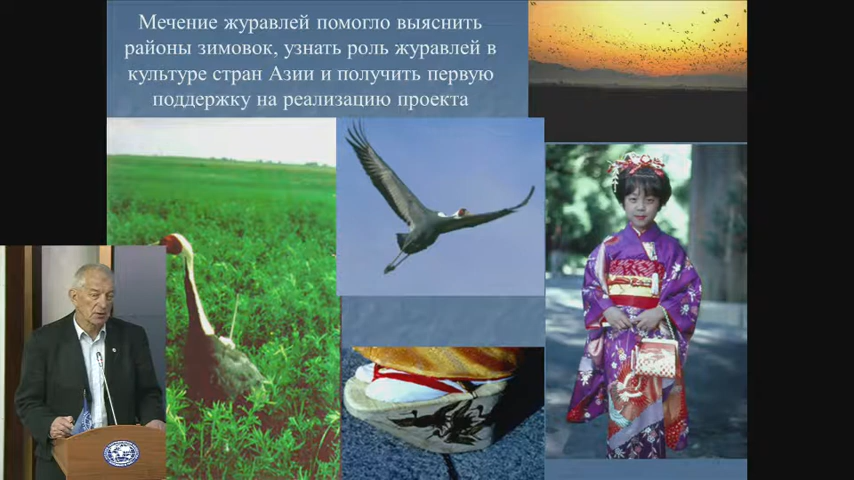 Мечение журавлей помогло выяснить
районы зимовок, узнать роль журавлей в
культуре стран Азии и получить первую
поддержку на реализацию проекта